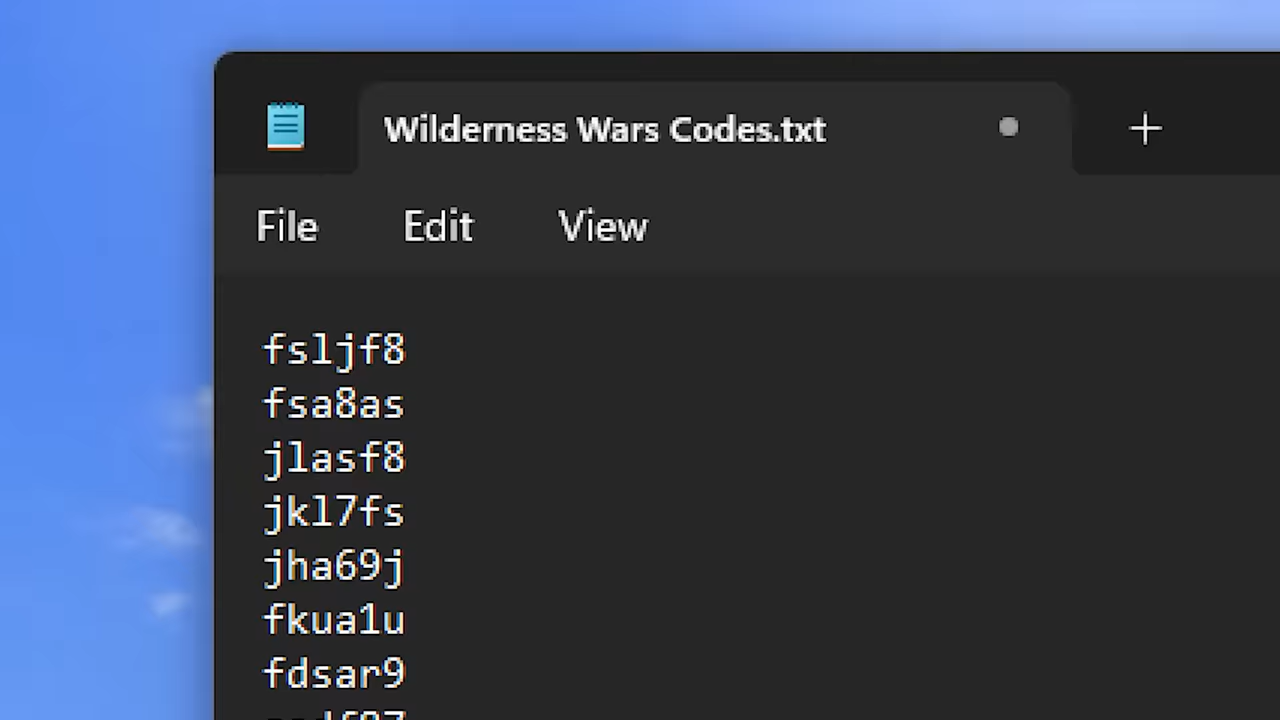 Wilderness Wars Codes.txt
File Edit View
fsljf8
fsa8as
jlasf8
jkl7fs
jha69j
fkua1u
fdsar9